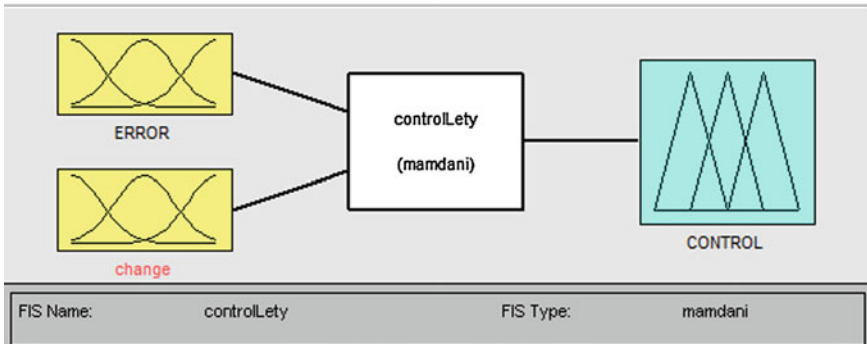 ERROR
change
controlLety
(mamdani)
CONTROL
FIS Name: controlLety FIS Type: mamdani